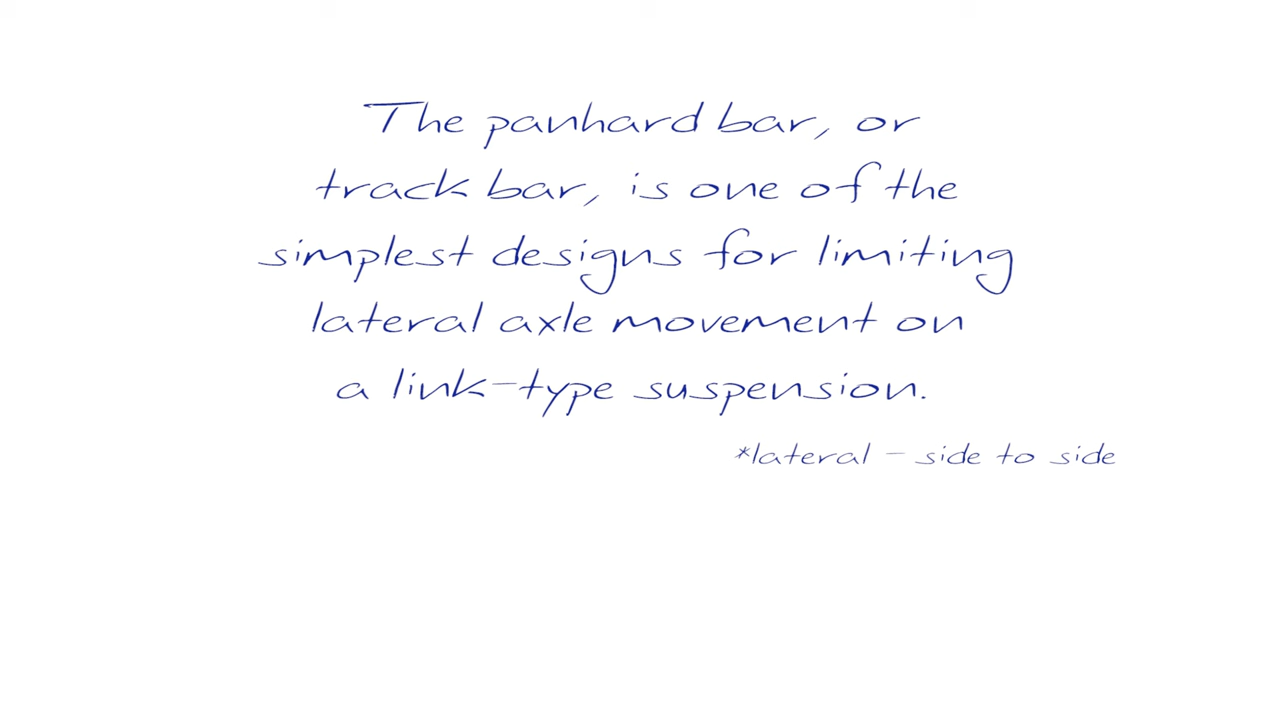 The panhard bar, or
track bar, is one of the
simplest designs for limiting
lateral axle movement on
a link-type suspension.
*lateral - side to side